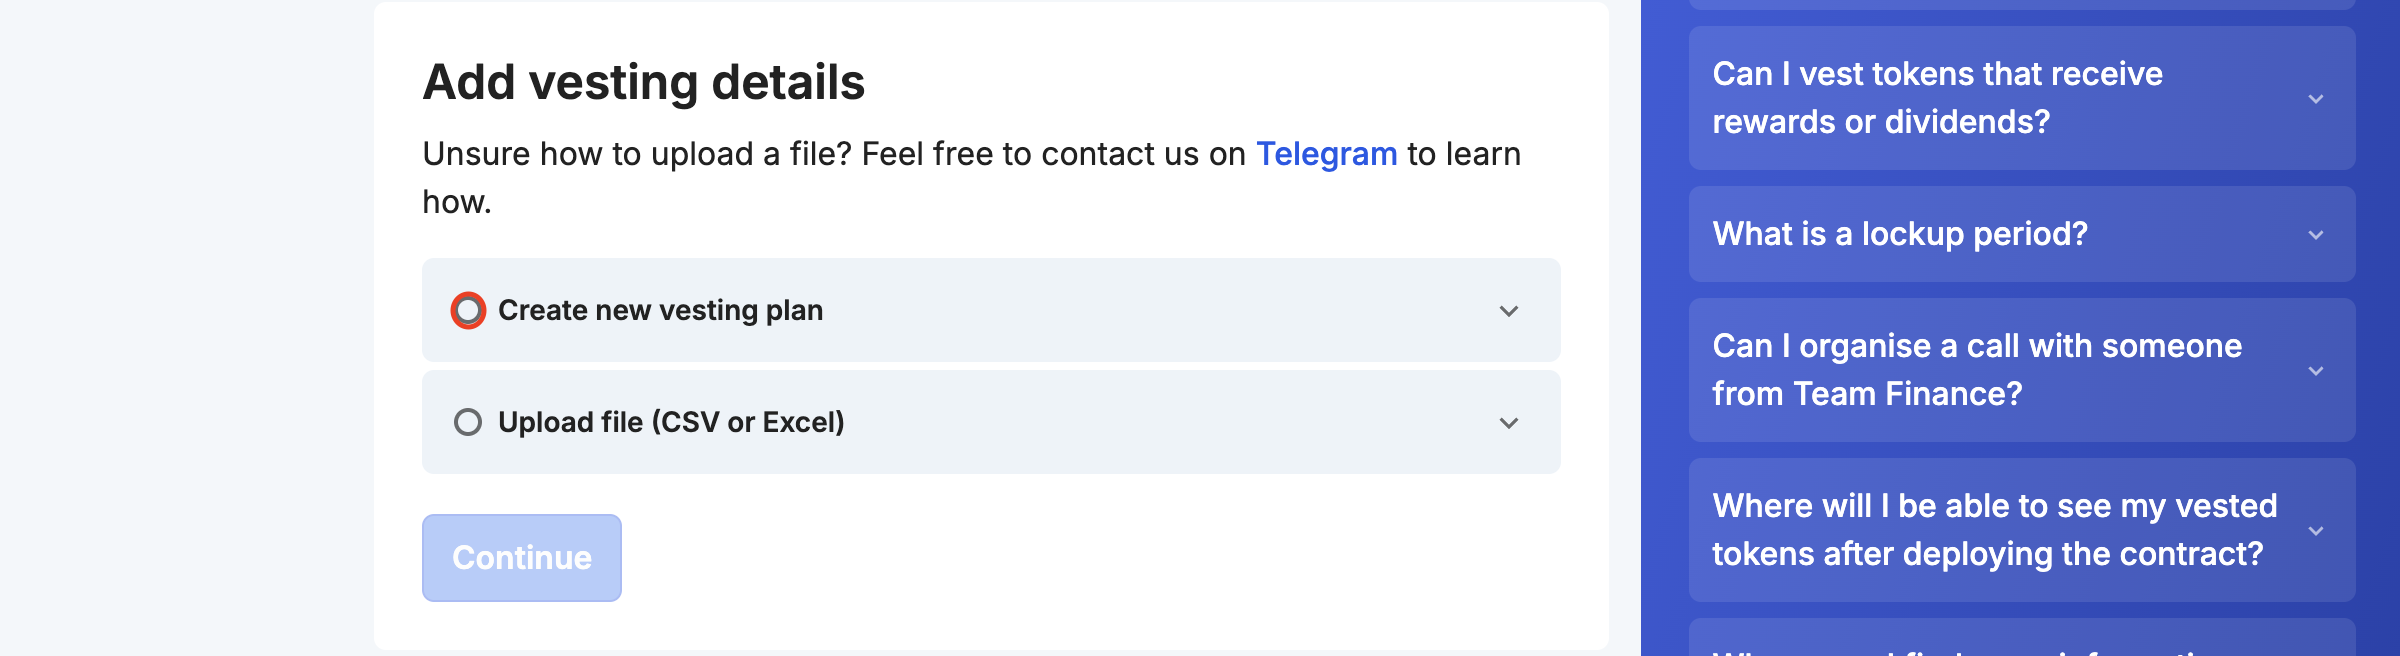 Add vesting details
Unsure how to upload a file? Feel free to contact us on Telegram to learn
how.
Create new vesting plan
Upload file (CSV or Excel)
Continue
Can I vest tokens that receive
rewards or dividends?
What is a lockup period?
Can I organise a call with someone
from Team Finance?
Where will I be able to see my vested
tokens after deploying the contract?